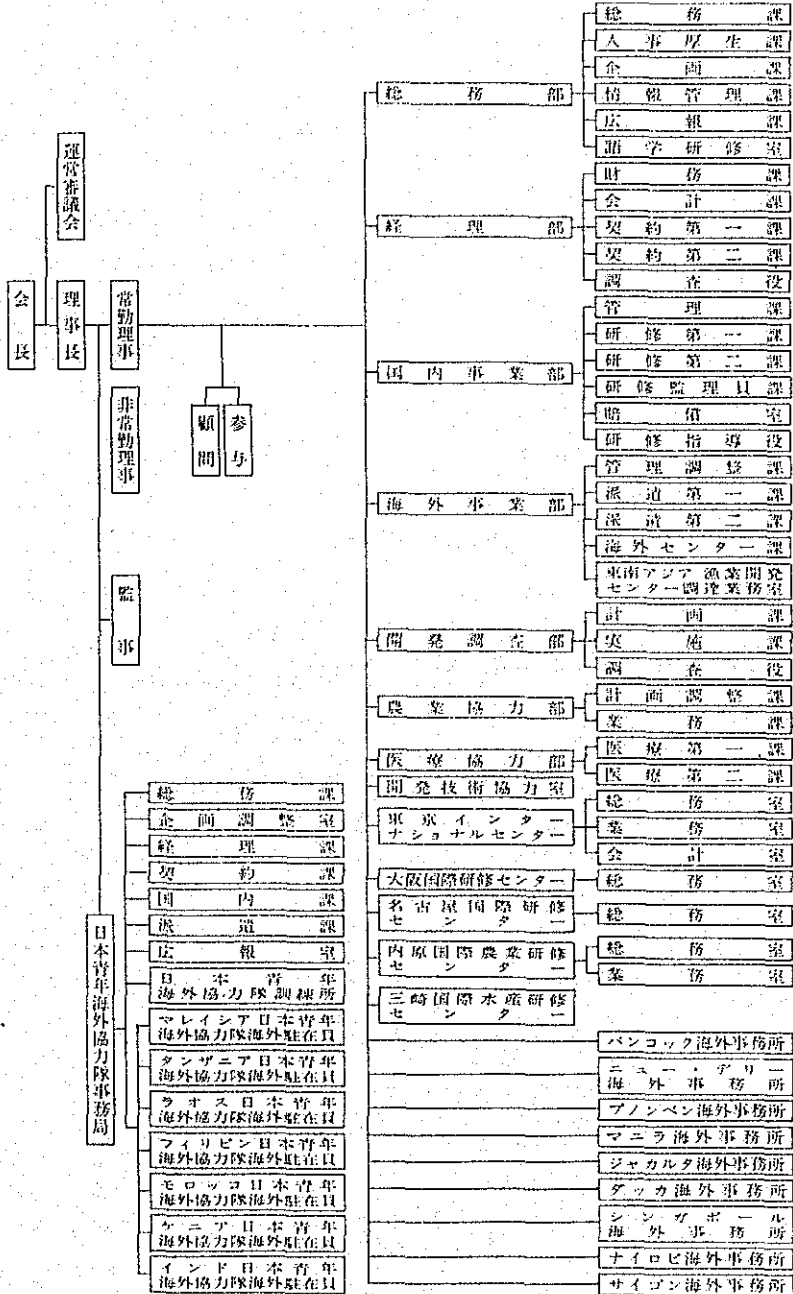 会長
運営審議会
理事長
常勤理事
非常勤理事
監事
顧問
参与
総務部
総務課
人事厚生課
企画課
情報管理課
広報課
語学研修室
経理部
財務課
会計課
契約第一課
契約第二課
調査役
国内事業部
管理課
研修第一課
研修第二課
研修監理員課
賠償室
研修指導役
海外事業部
管理調整課
派遣第一課
派遣第二課
海外センター課
東南アジア漁業開発
センター調達業務室
開発調査部
計画課
実施課
調査役
農業協力部
計画調整課
業務課
医療協力部
医療第一課
医療第二課
開発技術協力室
東京インター
ナショナルセンター
総務室
業務室
会計室
大阪国際研修センター
総務室
名古屋国際研修
センター
総務室
内原国際農業研修
センター
総務室
業務室
三崎国際水産研修
センター
バンコック海外事務所
ニュー・デリー
海外事務所
プノンペン海外事務所
マニラ海外事務所
ジャカルタ海外事務所
ダッカ海外事務所
シンガポール
海外事務所
ナイロビ海外事務所
サイゴン海外事務所
日本青年海外協力隊事務局
総務課
企画調整室
経理課
契約課
国内課
派遣課
広報室
日本青年
海外協力隊訓練所
マレイシア日本青年
海外協力隊海外駐在員
タンザニア日本青年
海外協力隊海外駐在員
ラオス日本青年
海外協力隊海外駐在員
フィリピン日本青年
海外協力隊海外駐在員
モロッコ日本青年
海外協力隊海外駐在員
ケニア日本青年
海外協力隊海外駐在員
インド日本青年
海外協力隊海外駐在員